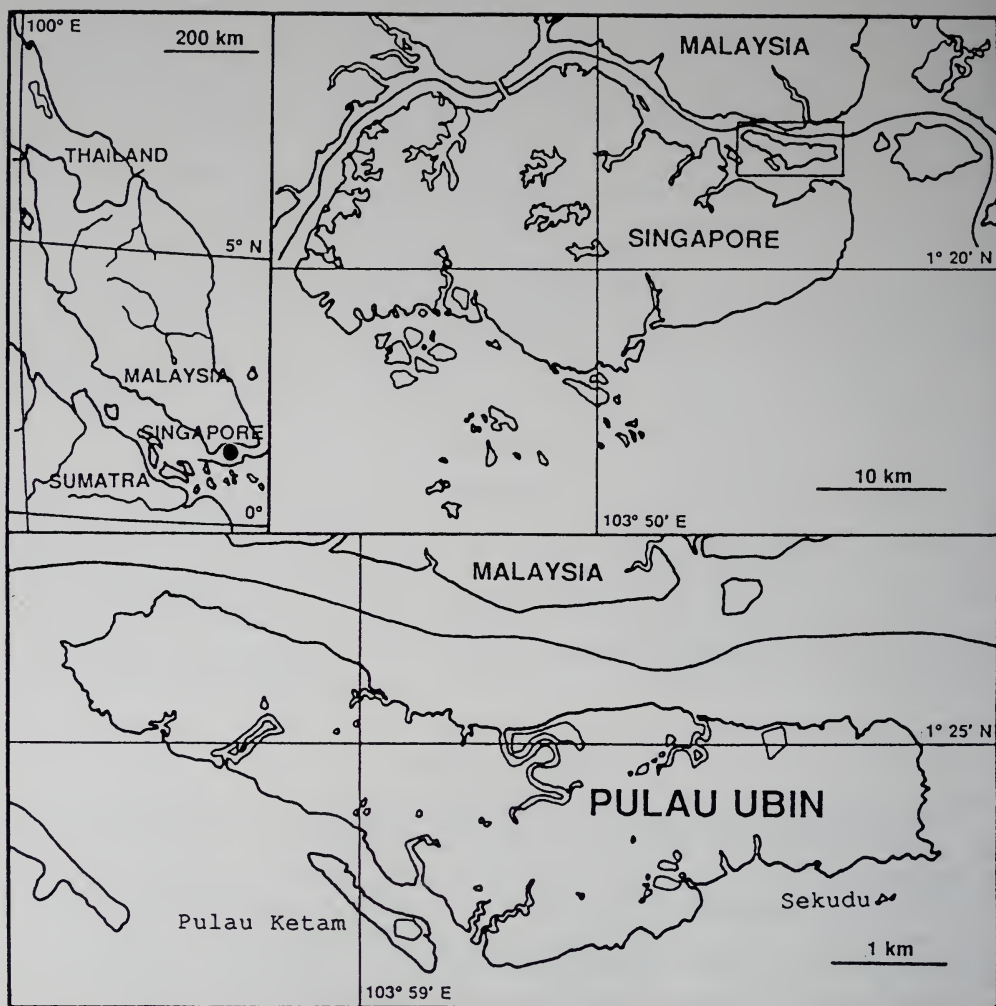 100° E
200 km
THAILAND
5° N
MALAYSIA
SINGAPORE
SUMATRA
0°
MALAYSIA
SINGAPORE
1° 20' N
10 km
103° 50' E
MALAYSIA
1° 25' N
PULAU UBIN
Pulau Ketam
Sekudu
1 km
103° 59' E